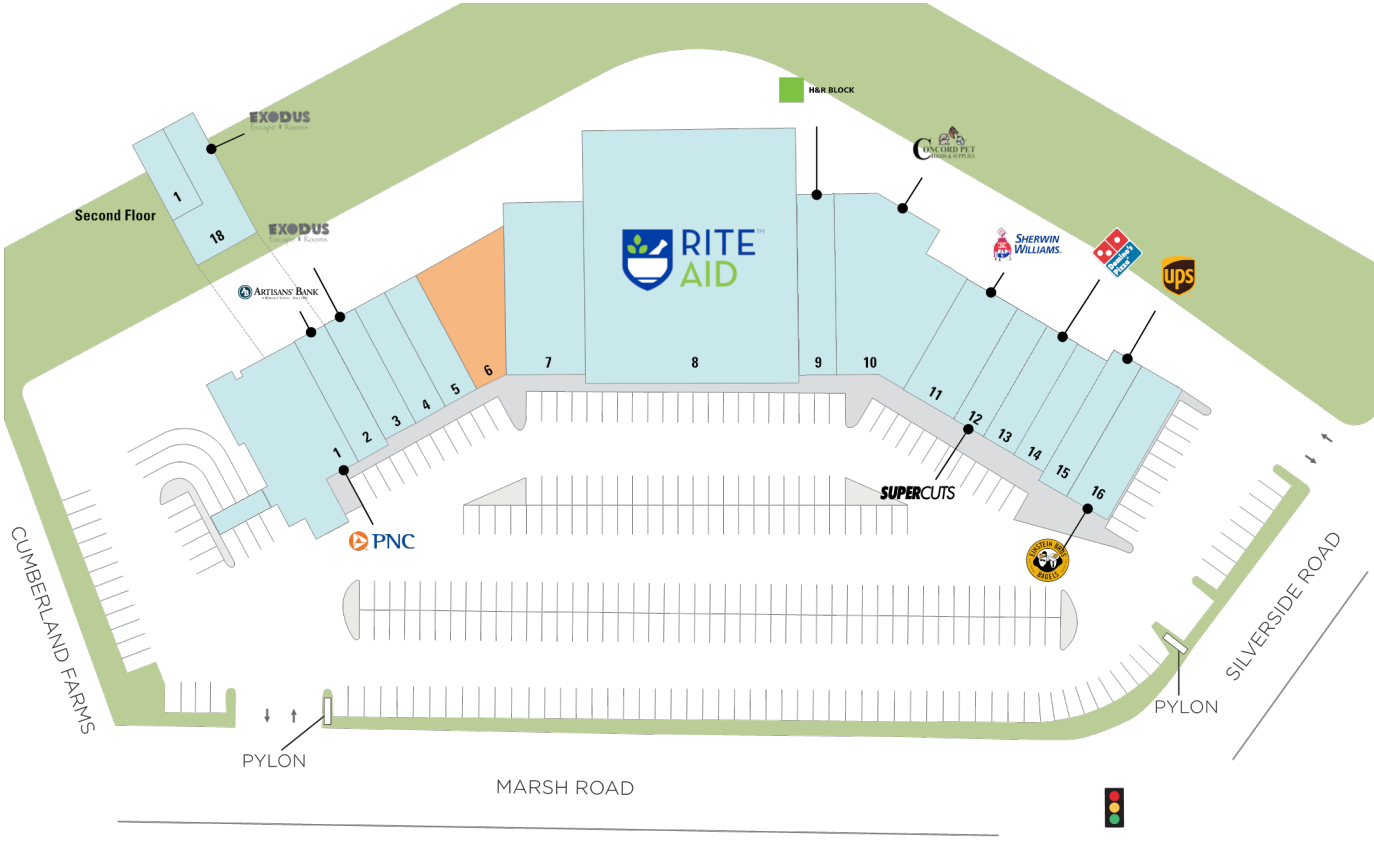 EXODUS
Escape Rooms
H&R BLOCK
CONCORD PET
FOODS & SUPPLIES
1
Second Floor
18
EXODUS
Escape Rooms
RITE
AID
TM
SHERWIN
WILLIAMS.
Domino's
Pizza
ups
ARTISANS' BANK
1
2
3
4
5
6
7
8
9
10
11
12
13
14
15
16
PNC
SUPERCUTS
EINSTEIN BROS.
BAGELS
CUMBERLAND FARMS
SILVERSIDE ROAD
PYLON
PYLON
MARSH ROAD